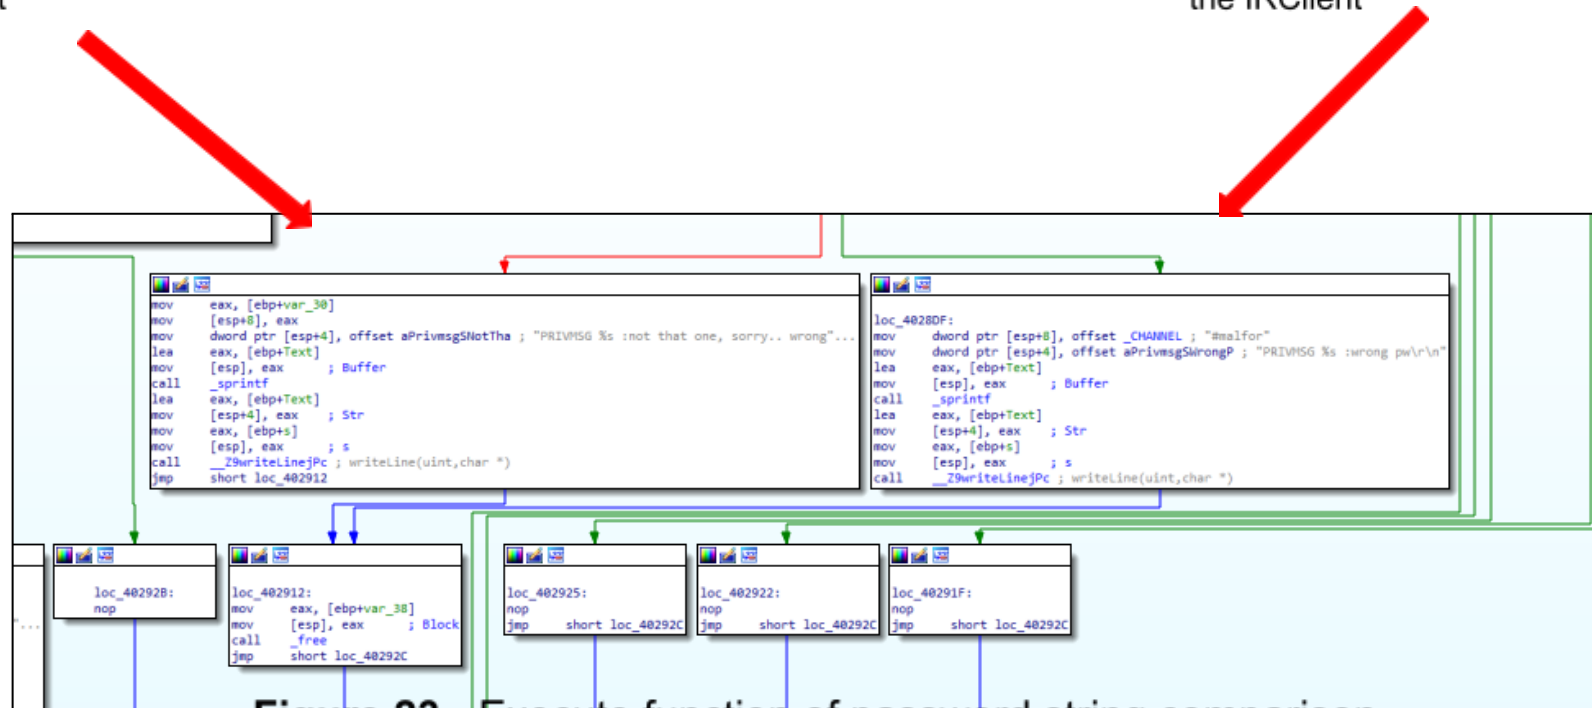 t
the IRClient
mov eax, [ebp+var_30]
mov [esp+8], eax
mov dword ptr [esp+4], offset aPrivmsgSNotTha ; "PRIVMSG %s :not that one, sorry.. wrong"...
lea eax, [ebp+Text]
mov [esp], eax ; Buffer
call _sprintf
lea eax, [ebp+Text]
mov [esp+4], eax ; Str
mov eax, [ebp+s]
mov [esp], eax ; s
call __Z9writeLinejPc ; writeLine(uint,char *)
jmp short loc_402912
loc_4028DF:
mov dword ptr [esp+8], offset _CHANNEL ; "#malfor"
mov dword ptr [esp+4], offset aPrivmsgSWrongP ; "PRIVMSG %s :wrong pw\r\n"
lea eax, [ebp+Text]
mov [esp], eax ; Buffer
call _sprintf
lea eax, [ebp+Text]
mov [esp+4], eax ; Str
mov eax, [ebp+s]
mov [esp], eax ; s
call __Z9writeLinejPc ; writeLine(uint,char *)
"...
loc_40292B:
nop
loc_402912:
mov eax, [ebp+var_38]
mov [esp], eax ; Block
call _free
jmp short loc_40292C
loc_402925:
nop
jmp short loc_40292C
loc_402922:
nop
jmp short loc_40292C
loc_40291F:
nop
jmp short loc_40292C
Execute function of password string comparison